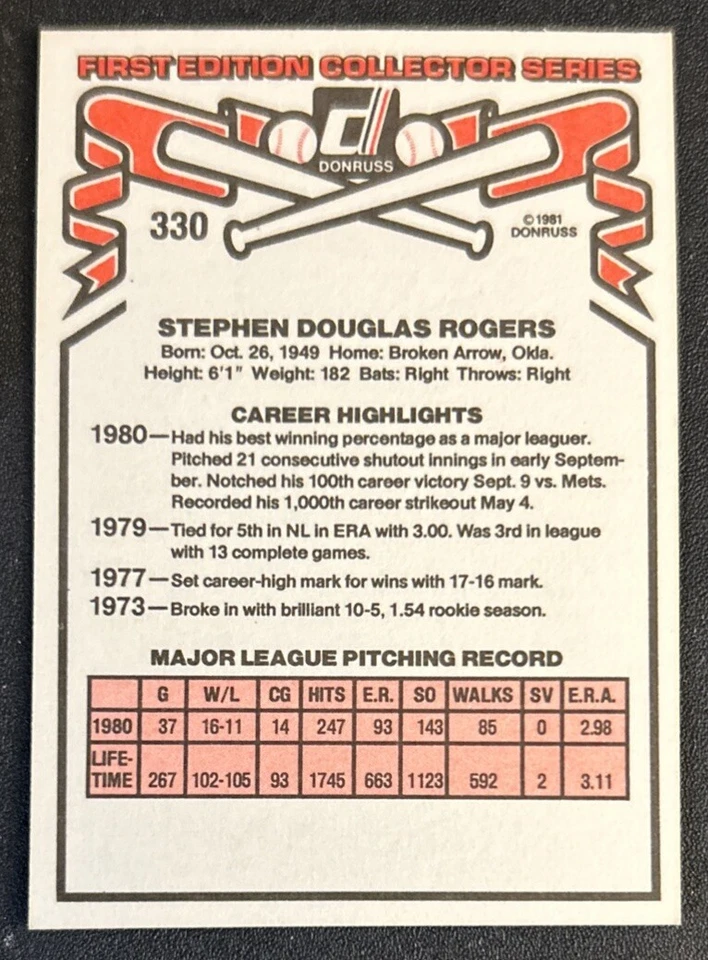 FIRST EDITION COLLECTOR SERIES
d
DONRUSS
330
©1981
DONRUSS
STEPHEN DOUGLAS ROGERS
Born: Oct. 26, 1949 Home: Broken Arrow, Okla.
Height: 6'1" Weight: 182 Bats: Right Throws: Right
CAREER HIGHLIGHTS
1980—Had his best winning percentage as a major leaguer.
Pitched 21 consecutive shutout innings in early Septem-
ber. Notched his 100th career victory Sept. 9 vs. Mets.
Recorded his 1,000th career strikeout May 4.
1979—Tied for 5th in NL in ERA with 3.00. Was 3rd in league
with 13 complete games.
1977—Set career-high mark for wins with 17-16 mark.
1973—Broke in with brilliant 10-5, 1.54 rookie season.
MAJOR LEAGUE PITCHING RECORD
G W/L CG HITS E.R. SO WALKS SV E.R.A.
1980 37 16-11 14 247 93 143 85 0 2.98
LIFE-
TIME 267 102-105 93 1745 663 1123 592 2 3.11